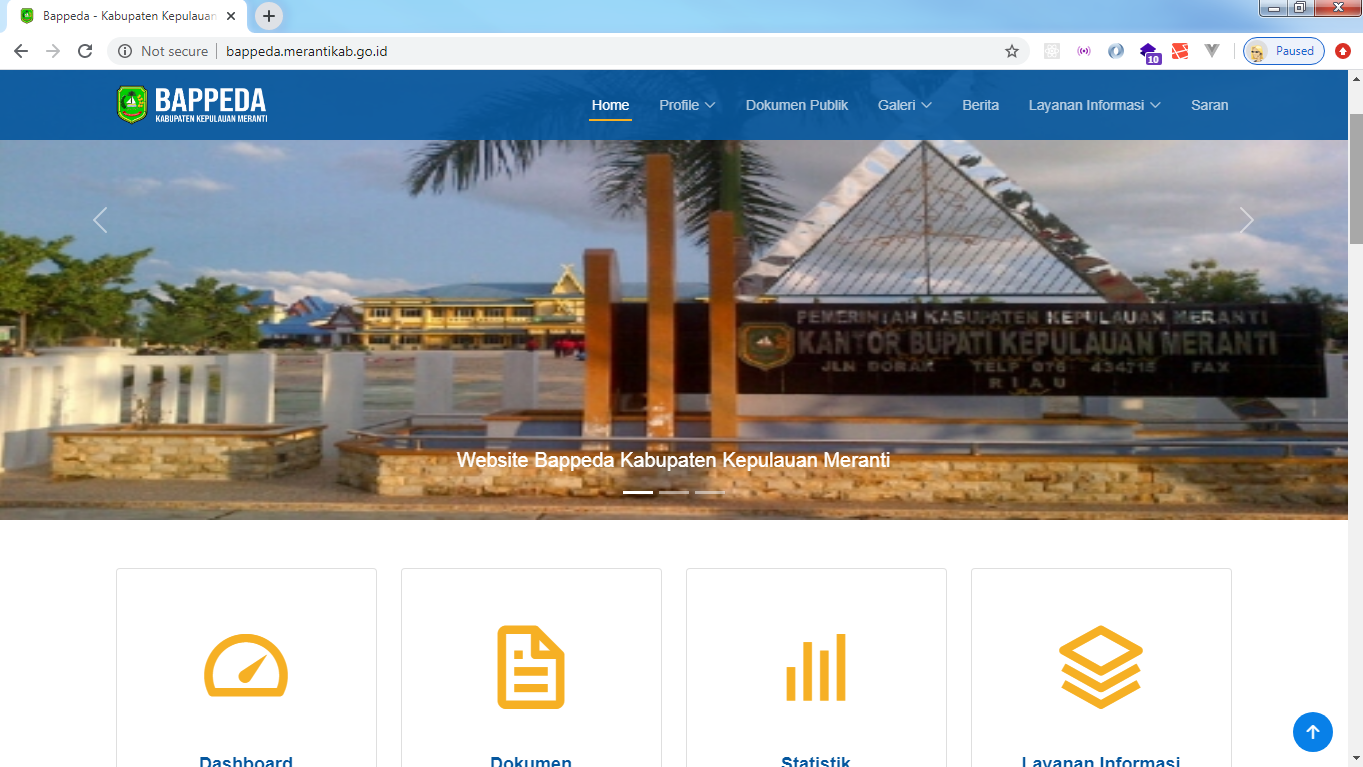 Bappeda - Kabupaten Kepulauan
Not secure
bappeda.merantikab.go.id
10
Paused
BAPPEDA
KABUPATEN KEPULAUAN MERANTI
Home
Profile
Dokumen Publik
Galeri
Berita
Layanan Informasi
Saran
PEMERINTAH KABUPATEN KEPULAUAN MERANTI
KANTOR BUPATI KEPULAUAN MERANTI
JLN DORAK TELP 076 434715 FAX
RIAU
Website Bappeda Kabupaten Kepulauan Meranti
Dashboard
Dokumen
Statistik
Layanan Informasi